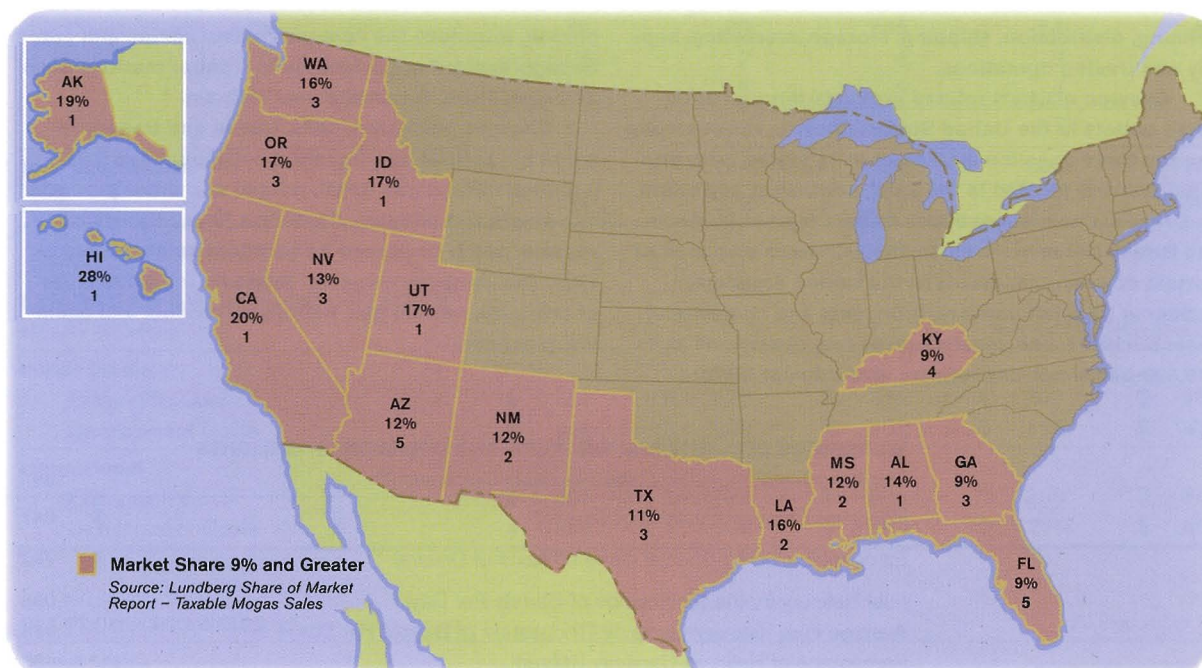 AK
19%
1
HI
28%
1
WA
16%
3
OR
17%
3
ID
17%
1
NV
13%
3
UT
17%
1
CA
20%
1
AZ
12%
5
NM
12%
2
TX
11%
3
KY
9%
4
MS
12%
2
AL
14%
1
GA
9%
3
LA
16%
2
FL
9%
5
Market Share 9% and Greater
Source: Lundberg Share of Market
Report – Taxable Mogas Sales